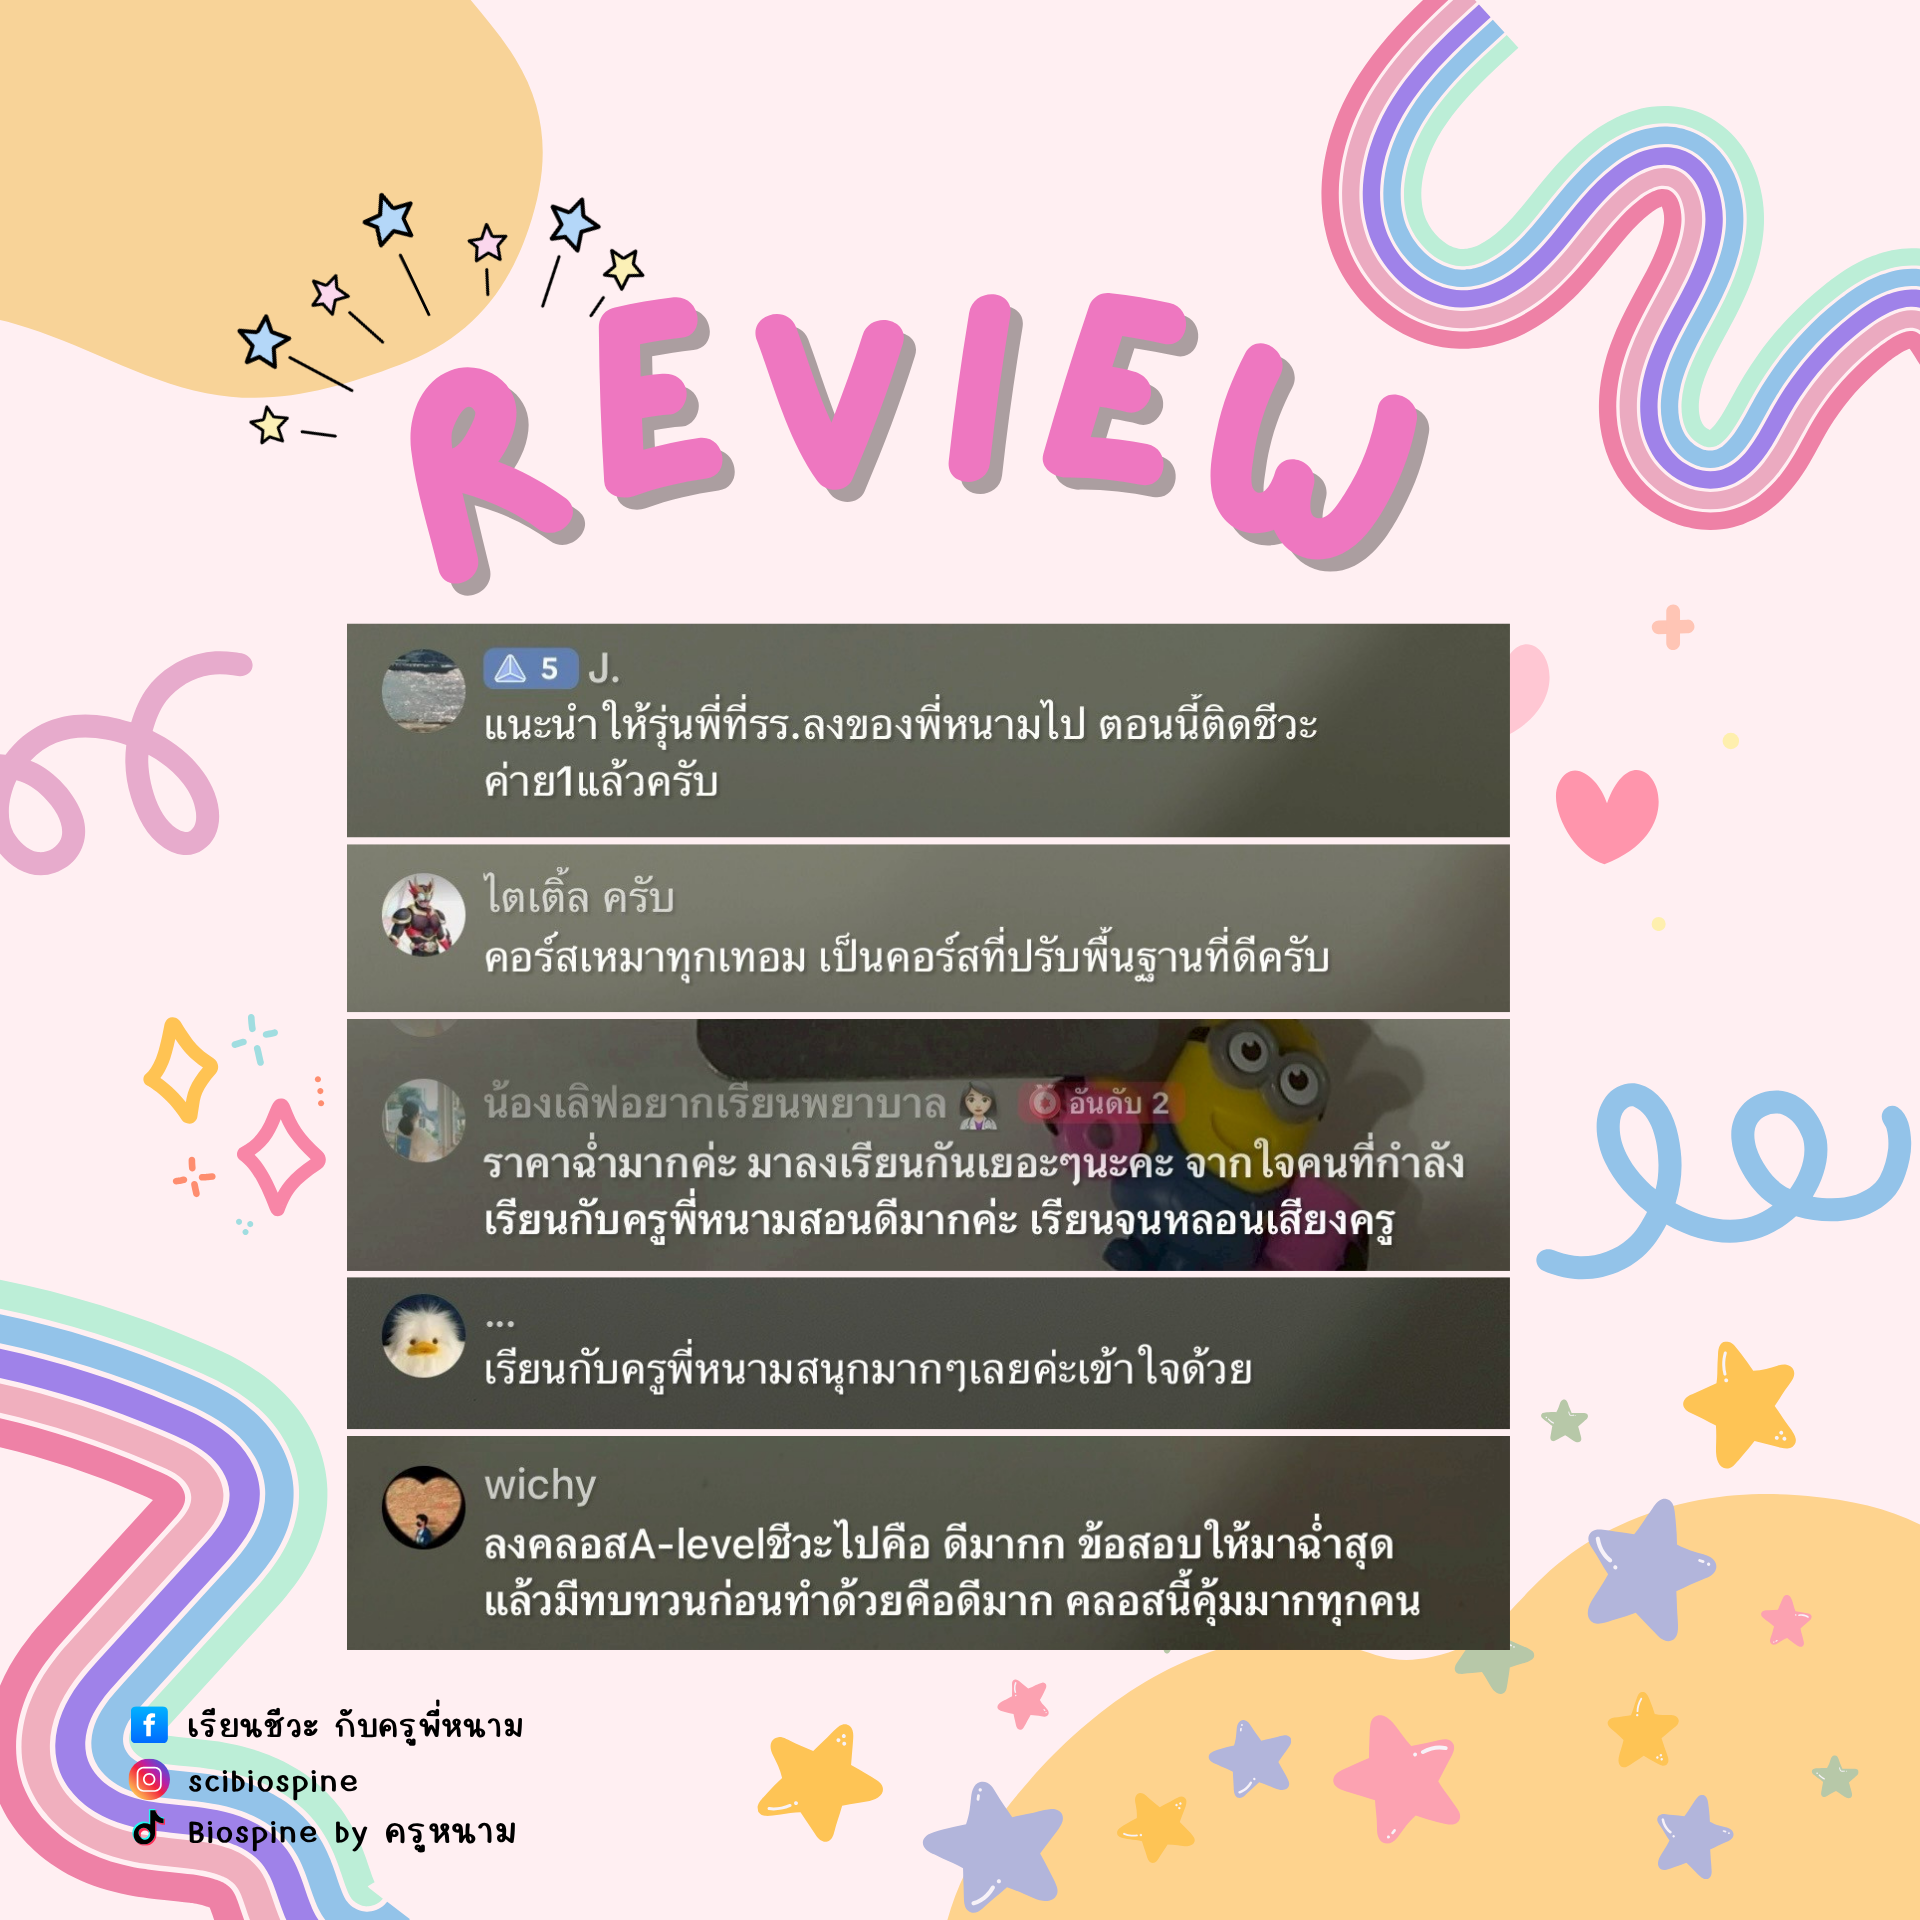 REVIEW
5 J.
แนะนำให้รุ่นพี่ที่รร.ลงของพี่หนามไป ตอนนี้ติดชีวะ
ค่าย1แล้วครับ
ไตเติ้ล ครับ
คอร์สเหมาทุกเทอม เป็นคอร์สที่ปรับพื้นฐานที่ดีครับ
น้องเลิฟอยากเรียนพยาบาล👩🏻‍⚕️ อันดับ 2
ราคาฉ่ำมากค่ะ มาลงเรียนกันเยอะๆนะคะ จากใจคนที่กำลัง
เรียนกับครูพี่หนามสอนดีมากค่ะ เรียนจนหลอนเสียงครู
...
เรียนกับครูพี่หนามสนุกมากๆเลยค่ะเข้าใจด้วย
wichy
ลงคลอสA-levelชีวะไปคือ ดีมากก ข้อสอบให้มาฉ่ำสุด
แล้วมีทบทวนก่อนทำด้วยคือดีมาก คลอสนี้คุ้มมากทุกคน
เรียนชีวะ กับครูพี่หนาม
scibiospine
Biospine by ครูหนาม